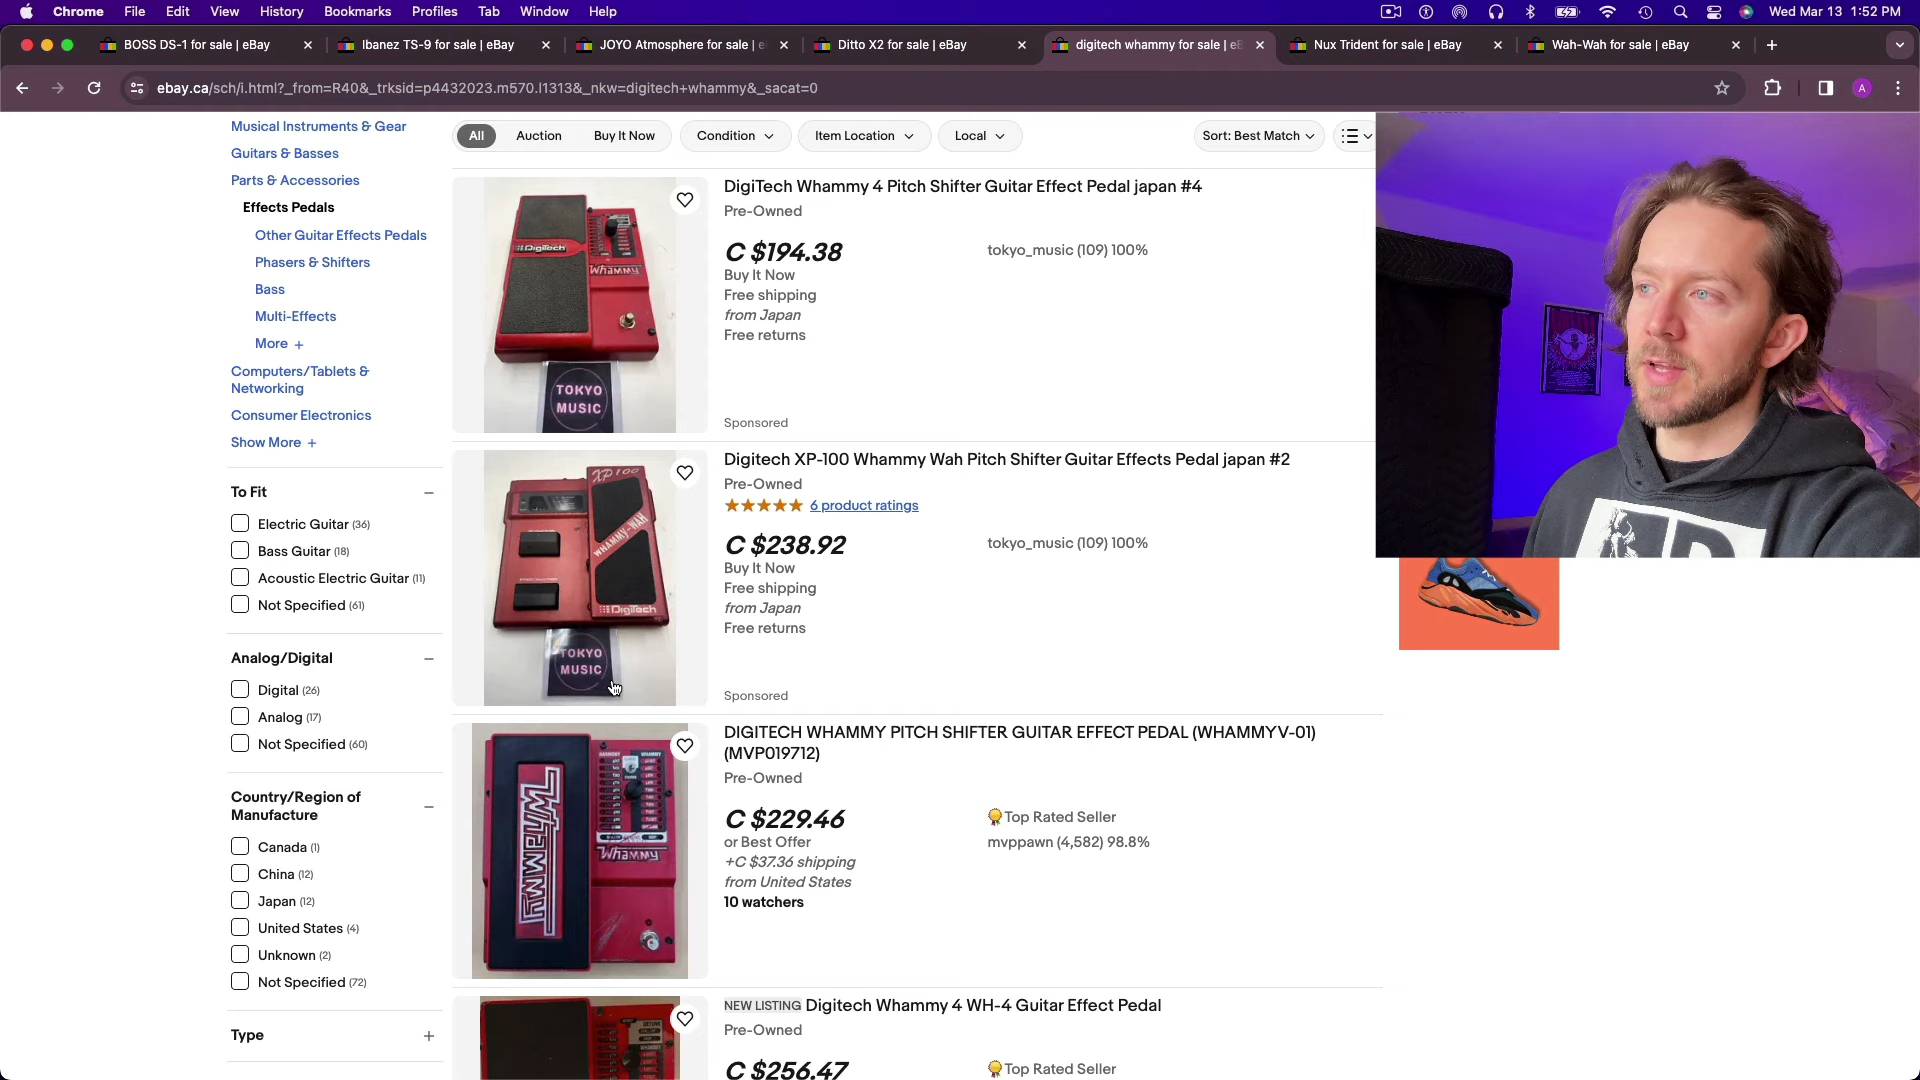 Chrome File Edit View History Bookmarks Profiles Tab Window Help Wed Mar 13 1:52 PM
BOSS DS-1 for sale | eBay Ibanez TS-9 for sale | eBay JOYO Atmosphere for sale | e Ditto X2 for sale | eBay digitech whammy for sale | eB Nux Trident for sale | eBay Wah-Wah for sale | eBay
ebay.ca/sch/i.html?_from=R40&_trksid=p4432023.m570.l1313&_nkw=digitech+whammy&_sacat=0 A
All Auction Buy It Now Condition Item Location Local Sort: Best Match
Musical Instruments & Gear
Guitars & Basses
Parts & Accessories
Effects Pedals
Other Guitar Effects Pedals
Phasers & Shifters
Bass
Multi-Effects
More +
Computers/Tablets &
Networking
Consumer Electronics
Show More +
To Fit
Electric Guitar (36)
Bass Guitar (18)
Acoustic Electric Guitar (11)
Not Specified (61)
Analog/Digital
Digital (26)
Analog (17)
Not Specified (60)
Country/Region of
Manufacture
Canada (1)
China (12)
Japan (12)
United States (4)
Unknown (2)
Not Specified (72)
Type
DigiTech
Whammy
TOKYO
MUSIC
DigiTech Whammy 4 Pitch Shifter Guitar Effect Pedal japan #4
Pre-Owned
C $194.38
tokyo_music (109) 100%
Buy It Now
Free shipping
from Japan
Free returns
Sponsored
XP100
WHAMMY-WAH
DigiTech
TOKYO
MUSIC
Digitech XP-100 Whammy Wah Pitch Shifter Guitar Effects Pedal japan #2
Pre-Owned
6 product ratings
C $238.92
tokyo_music (109) 100%
Buy It Now
Free shipping
from Japan
Free returns
Sponsored
WHAMMY
Whammy
DIGITECH WHAMMY PITCH SHIFTER GUITAR EFFECT PEDAL (WHAMMYV-01)
(MVP019712)
Pre-Owned
C $229.46
Top Rated Seller
or Best Offer
mvppawn (4,582) 98.8%
+C $37.36 shipping
from United States
10 watchers
NEW LISTING Digitech Whammy 4 WH-4 Guitar Effect Pedal
Pre-Owned
C $256.47
Top Rated Seller